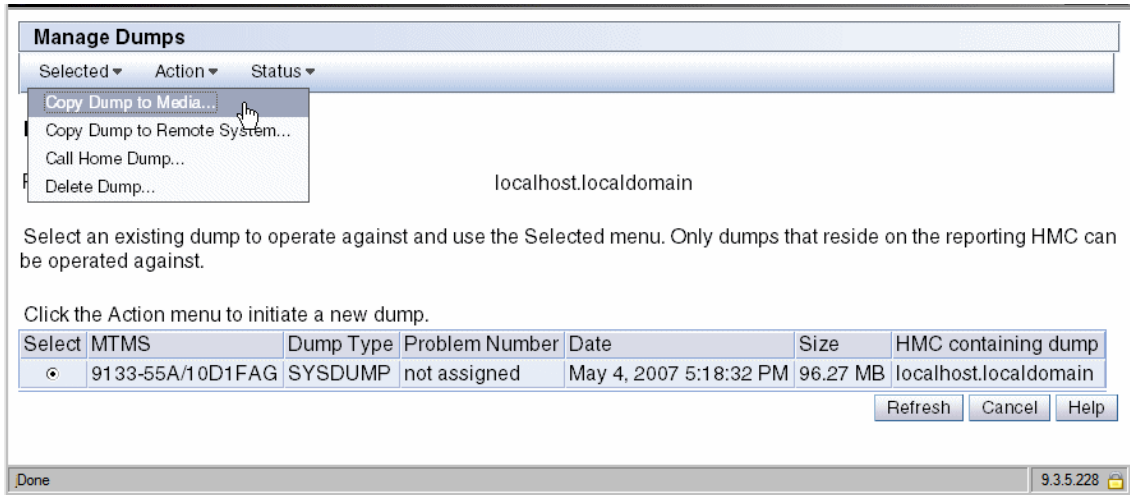 Manage Dumps
Selected Action Status
Copy Dump to Media...
Copy Dump to Remote System...
Call Home Dump...
Delete Dump...
localhost.localdomain
Select an existing dump to operate against and use the Selected menu. Only dumps that reside on the reporting HMC can
be operated against.
Click the Action menu to initiate a new dump.
Select MTMS Dump Type Problem Number Date Size HMC containing dump
9133-55A/10D1FAG SYSDUMP not assigned May 4, 2007 5:18:32 PM 96.27 MB localhost.localdomain
Refresh Cancel Help
Done 9.3.5.228